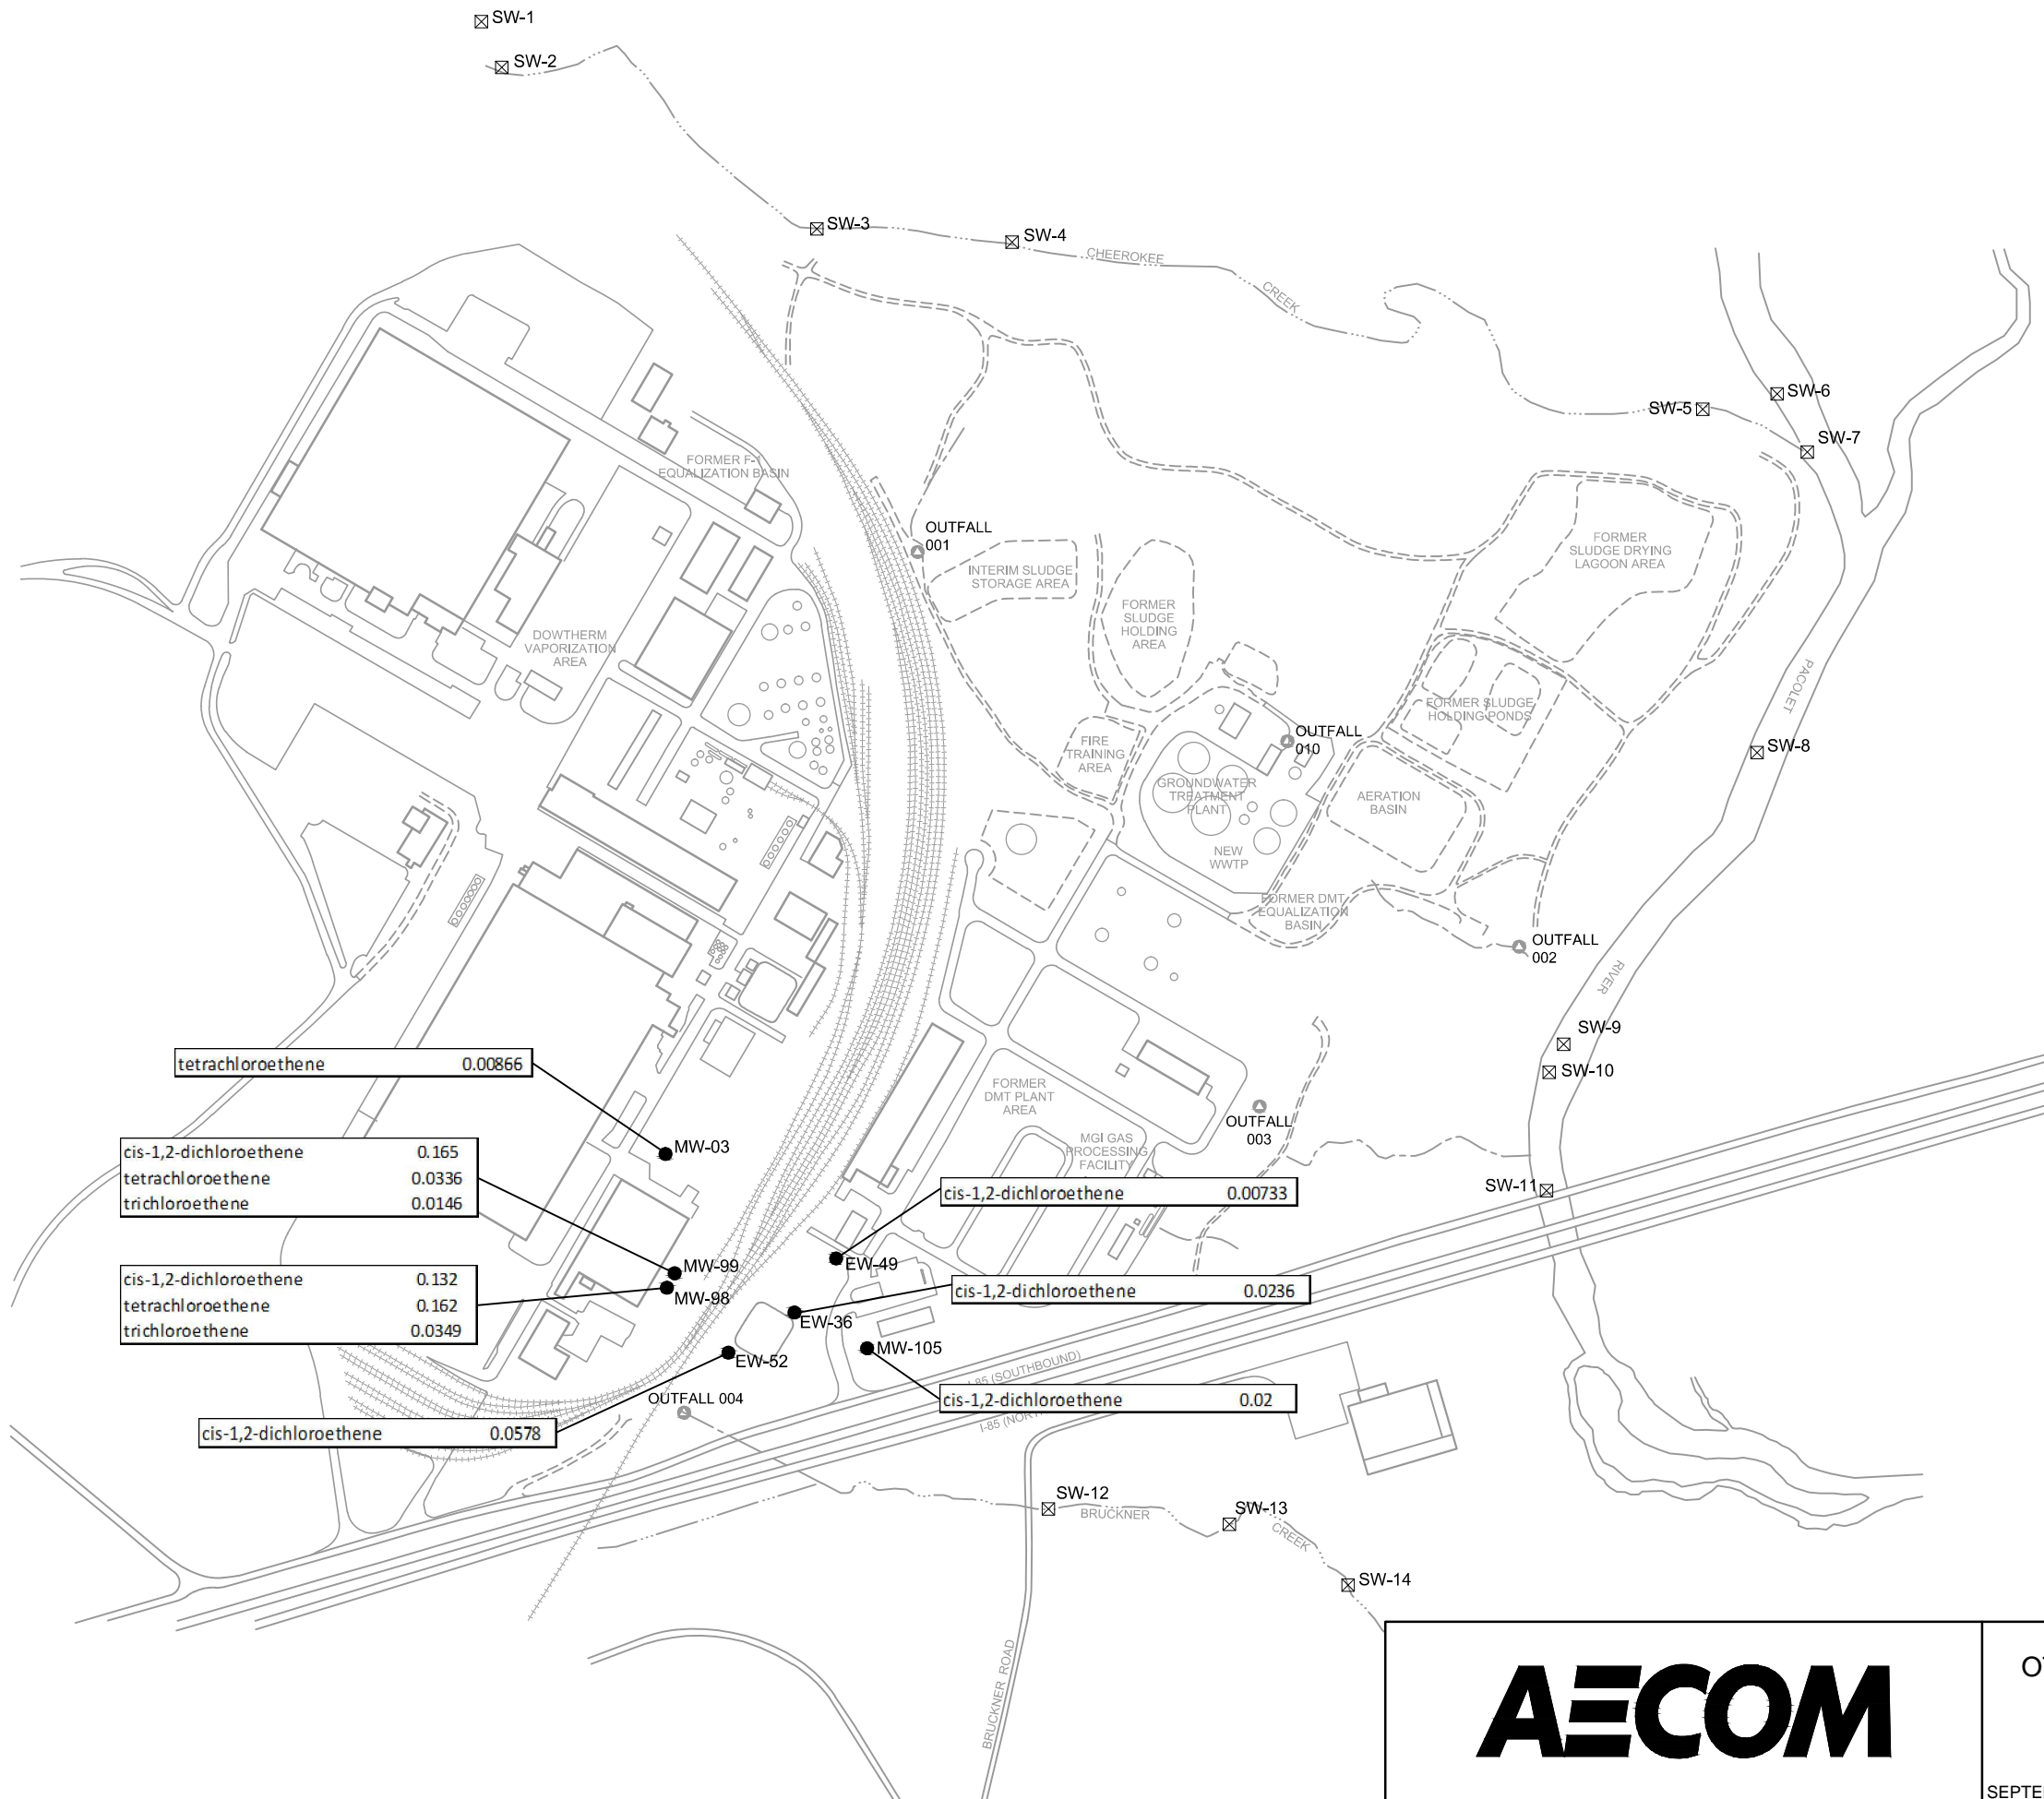 SW-1
SW-2
SW-3
SW-4
CHEEROKEE
CREEK
SW-6
SW-5
SW-7
FORMER F-1
EQUALIZATION BASIN
OUTFALL
001
INTERIM SLUDGE
STORAGE AREA
FORMER
SLUDGE DRYING
LAGOON AREA
FORMER
SLUDGE
HOLDING
AREA
DOWTHERM
VAPORIZATION
AREA
PACOLET
FORMER SLUDGE
HOLDING PONDS
OUTFALL
010
FIRE
TRAINING
AREA
SW-8
GROUNDWATER
TREATMENT
PLANT
AERATION
BASIN
NEW
WWTP
FORMER DMT
EQUALIZATION
BASIN
OUTFALL
002
RIVER
SW-9
SW-10
tetrachloroethene 0.00866
FORMER
DMT PLANT
AREA
OUTFALL
003
MGI GAS
PROCESSING
FACILITY
MW-03
cis-1,2-dichloroethene 0.165
tetrachloroethene 0.0336
trichloroethene 0.0146
cis-1,2-dichloroethene 0.00733
SW-11
EW-49
MW-99
MW-98
cis-1,2-dichloroethene 0.132
tetrachloroethene 0.162
trichloroethene 0.0349
cis-1,2-dichloroethene 0.0236
EW-36
MW-105
EW-52
I-85 (SOUTHBOUND)
OUTFALL 004
cis-1,2-dichloroethene 0.02
cis-1,2-dichloroethene 0.0578
I-85 (NORT
SW-12
BRUCKNER
SW-13
CREEK
SW-14
BRUCKNER ROAD
AECOM
SEPTE